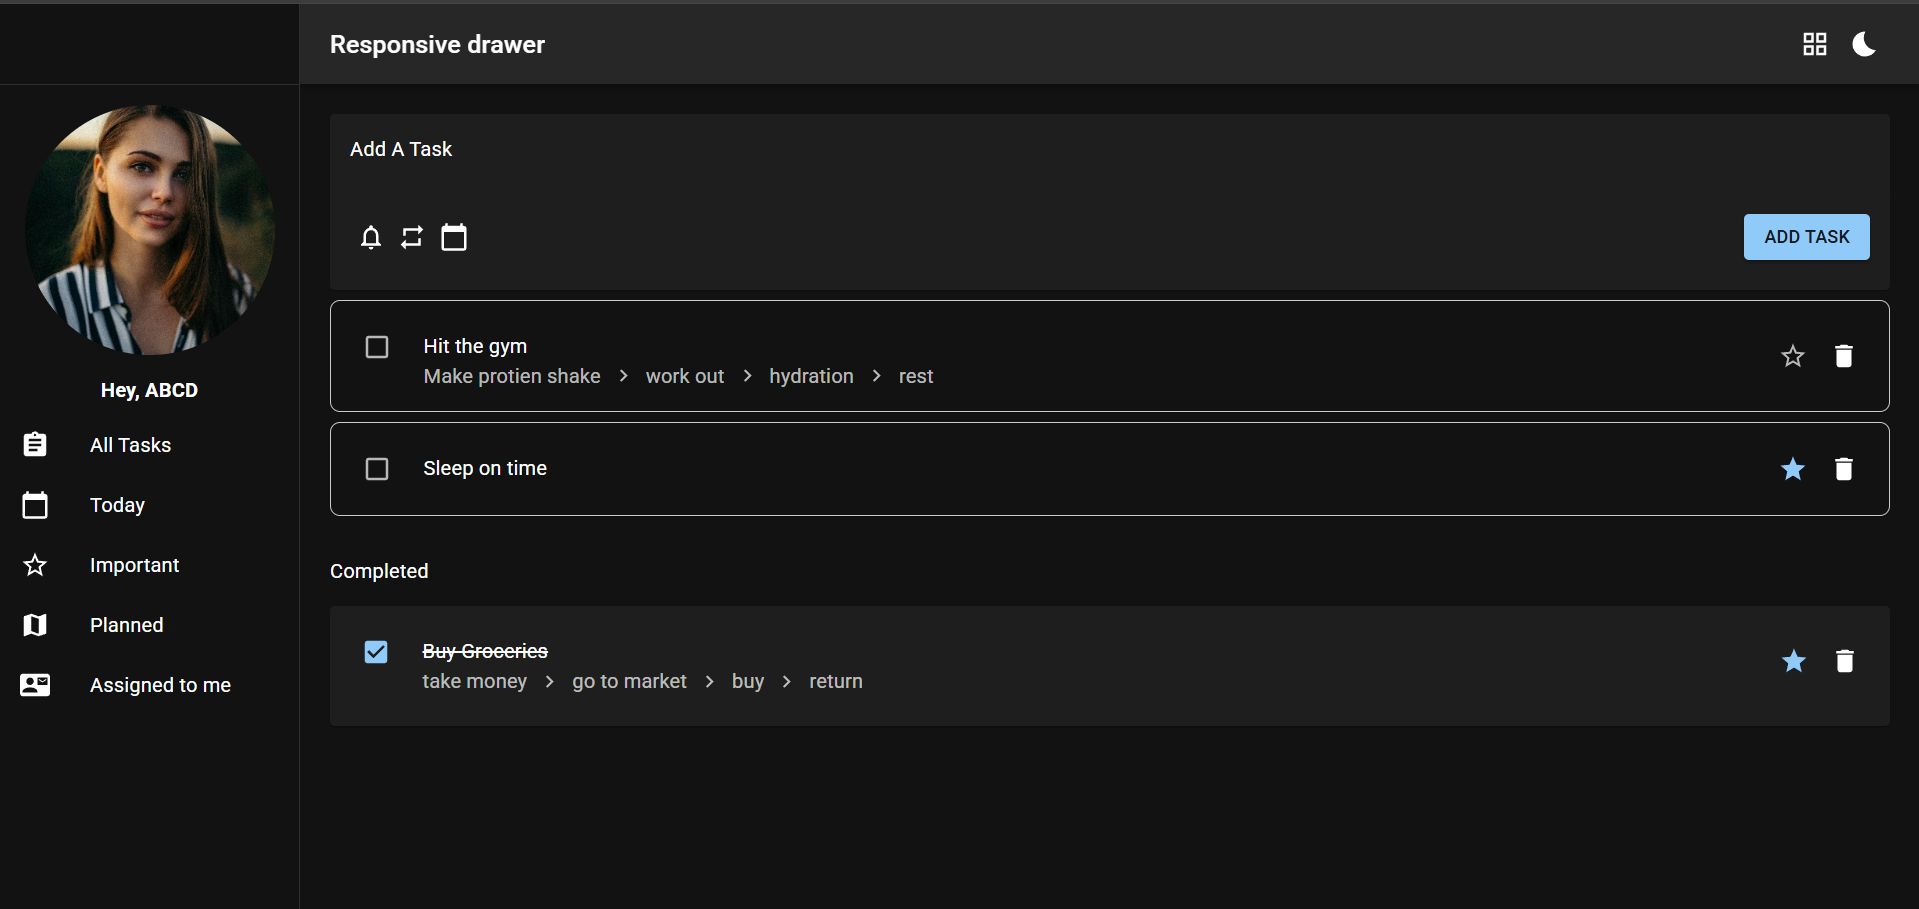 Responsive drawer
Hey, ABCD
All Tasks
Today
Important
Planned
Assigned to me
Add A Task
ADD TASK
Hit the gym
Make protien shake > work out > hydration > rest
Sleep on time
Completed
Buy Groceries
take money > go to market > buy > return